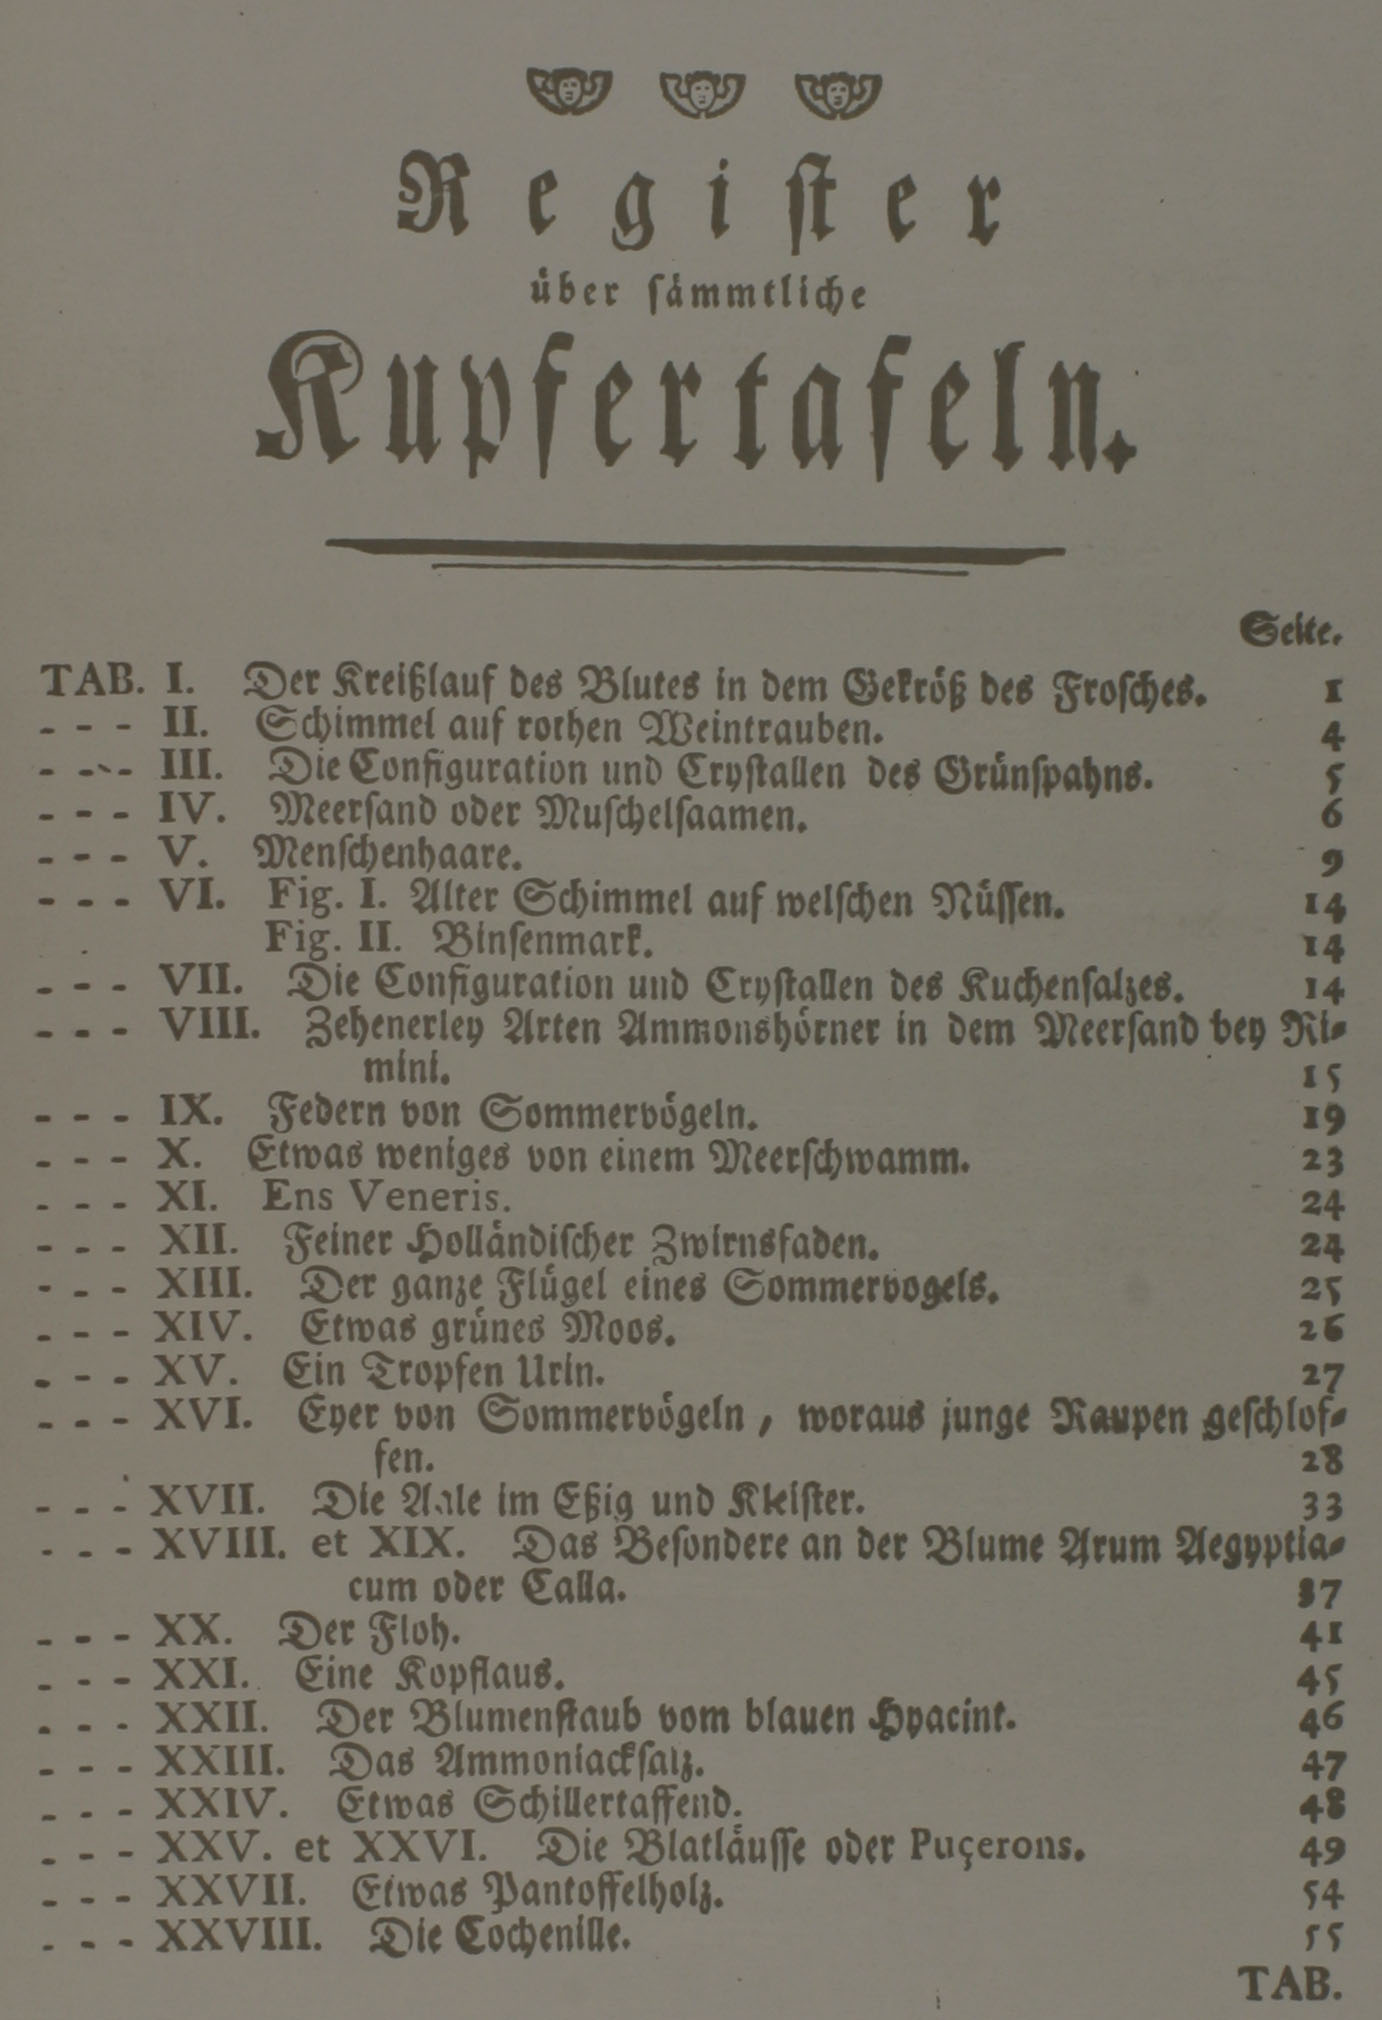 Register
über sämmtliche
Kupfertafeln.
Seite.
TAB. I. Der Kreißlauf des Blutes in dem Gekröß des Frosches. 1
- - - II. Schimmel auf rothen Weintrauben. 4
- - - III. Die Configuration und Crystallen des Grünspahns. 5
- - - IV. Meersand oder Muschelsaamen. 6
- - - V. Menschenhaare. 9
- - - VI. Fig. I. Alter Schimmel auf welschen Nüssen. 14
Fig. II. Binsenmark. 14
- - - VII. Die Configuration und Crystallen des Kuchensalzes. 14
- - - VIII. Zehenerley Arten Ammonshörner in dem Meersand bey Ri-
mini. 15
- - - IX. Federn von Sommervögeln. 19
- - - X. Etwas weniges von einem Meerschwamm. 23
- - - XI. Ens Veneris. 24
- - - XII. Feiner Holländischer Zwirnsfaden. 24
- - - XIII. Der ganze Flügel eines Sommervogels. 25
- - - XIV. Etwas grünes Moos. 26
- - - XV. Ein Tropfen Urin. 27
- - - XVI. Eyer von Sommervögeln, woraus junge Raupen geschlof-
fen. 28
- - - XVII. Die Aale im Eßig und Kleister. 33
- - - XVIII. et XIX. Das Besondere an der Blume Arum Aegyptia-
cum oder Calla. 37
- - - XX. Der Floh. 41
- - - XXI. Eine Kopflaus. 45
- - - XXII. Der Blumenstaub vom blauen Hyacint. 46
- - - XXIII. Das Ammoniacksalz. 47
- - - XXIV. Etwas Schillertaffend. 48
- - - XXV. et XXVI. Die Blatläusse oder Puçerons. 49
- - - XXVII. Etwas Pantoffelholz. 54
- - - XXVIII. Die Cochenille. 55
TAB.